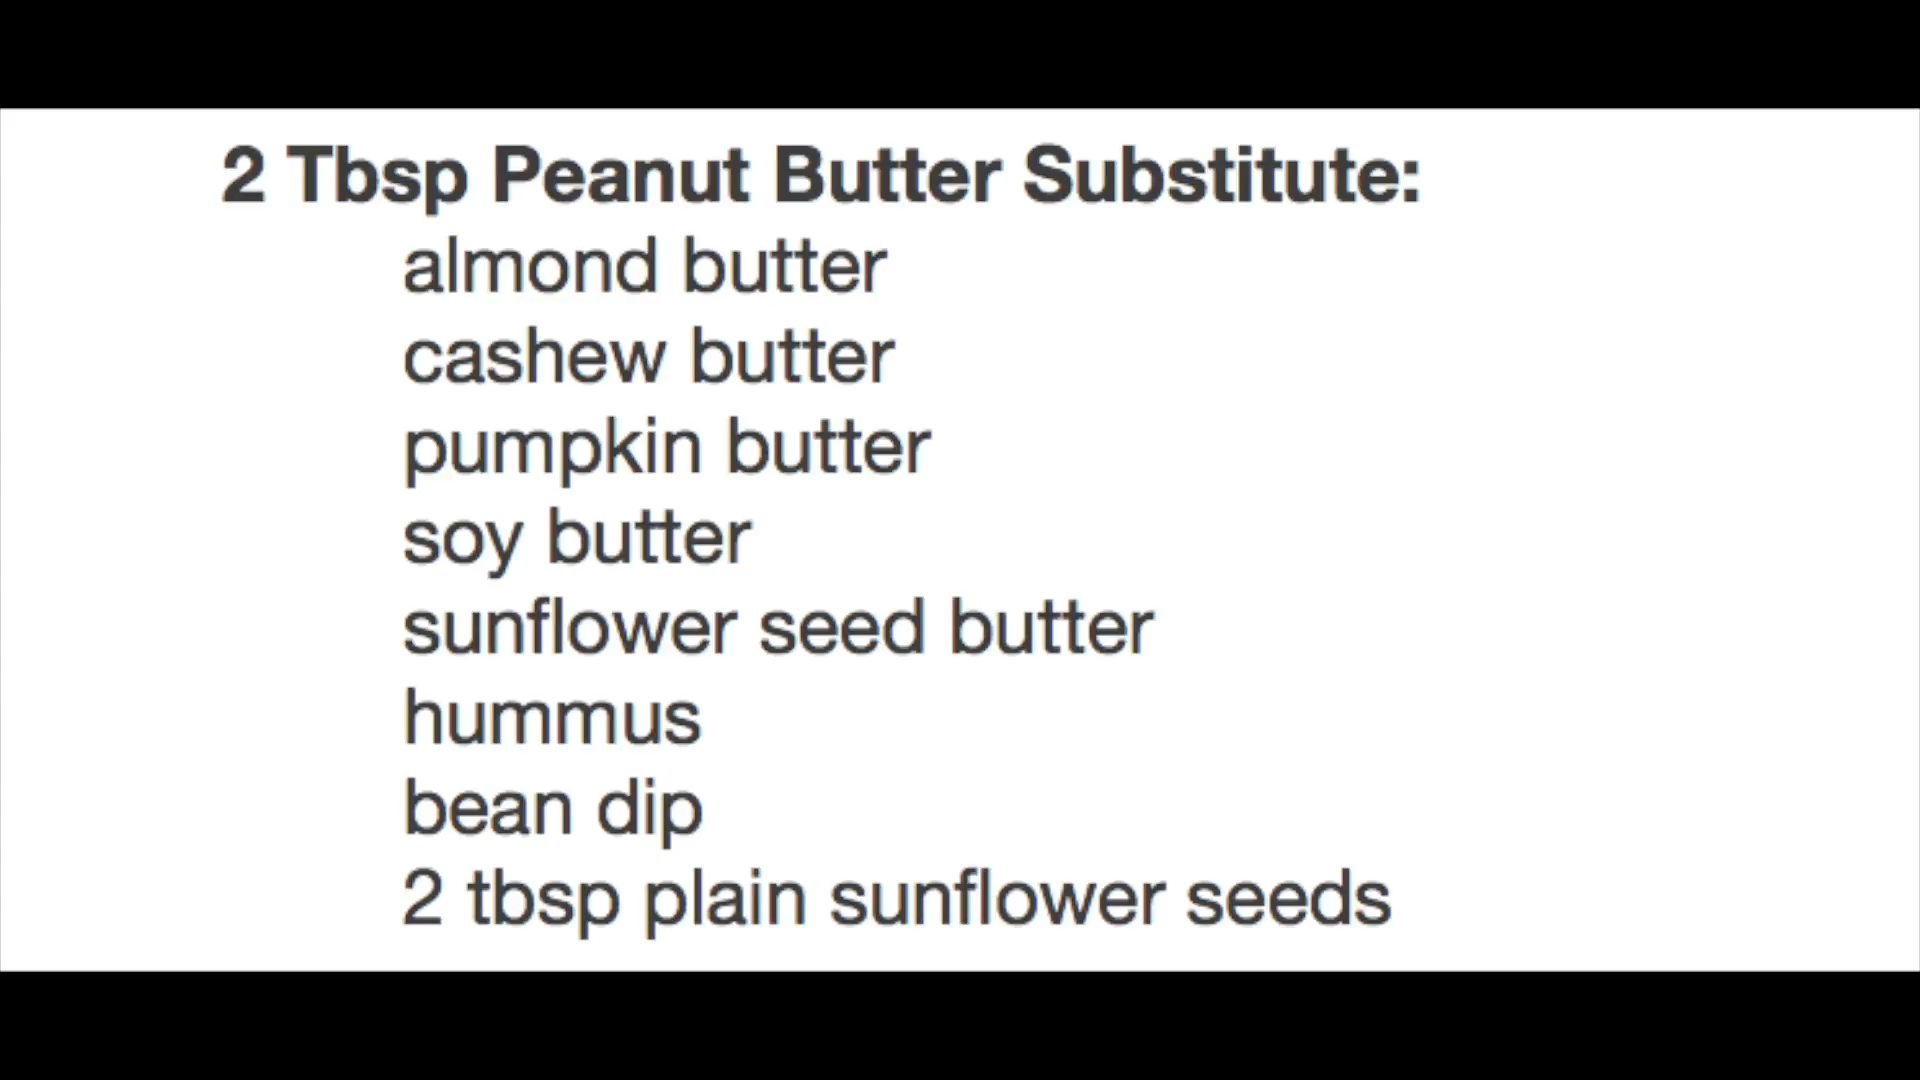 2 Tbsp Peanut Butter Substitute:
almond butter
cashew butter
pumpkin butter
soy butter
sunflower seed butter
hummus
bean dip
2 tbsp plain sunflower seeds